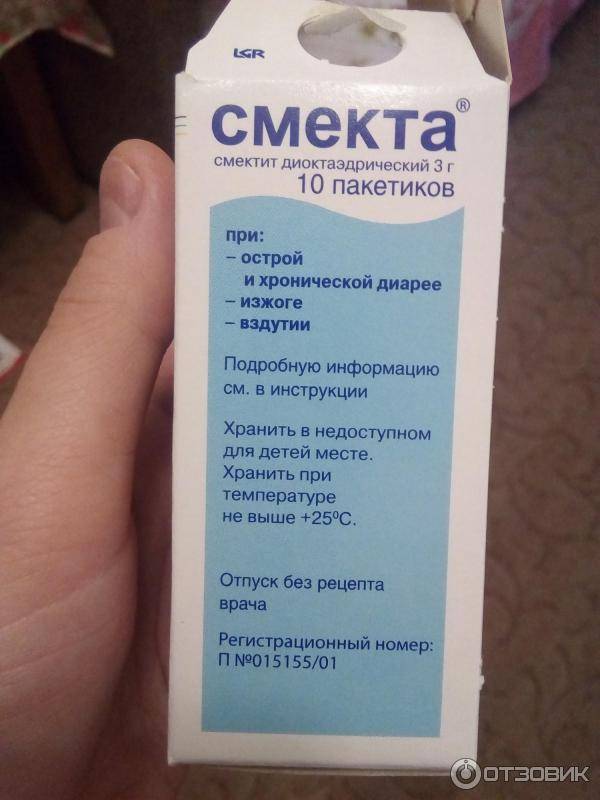 LGR
смекта®
смектит диоктаэдрический 3 г
10 пакетиков
при:
– острой
и хронической диарее
– изжоге
– вздутии
Подробную информацию
см. в инструкции
Хранить в недоступном
для детей месте.
Хранить при
температуре
не выше +25⁰С.
Отпуск без рецепта
врача
Регистрационный номер:
П №015155/01
ОТЗОВИК